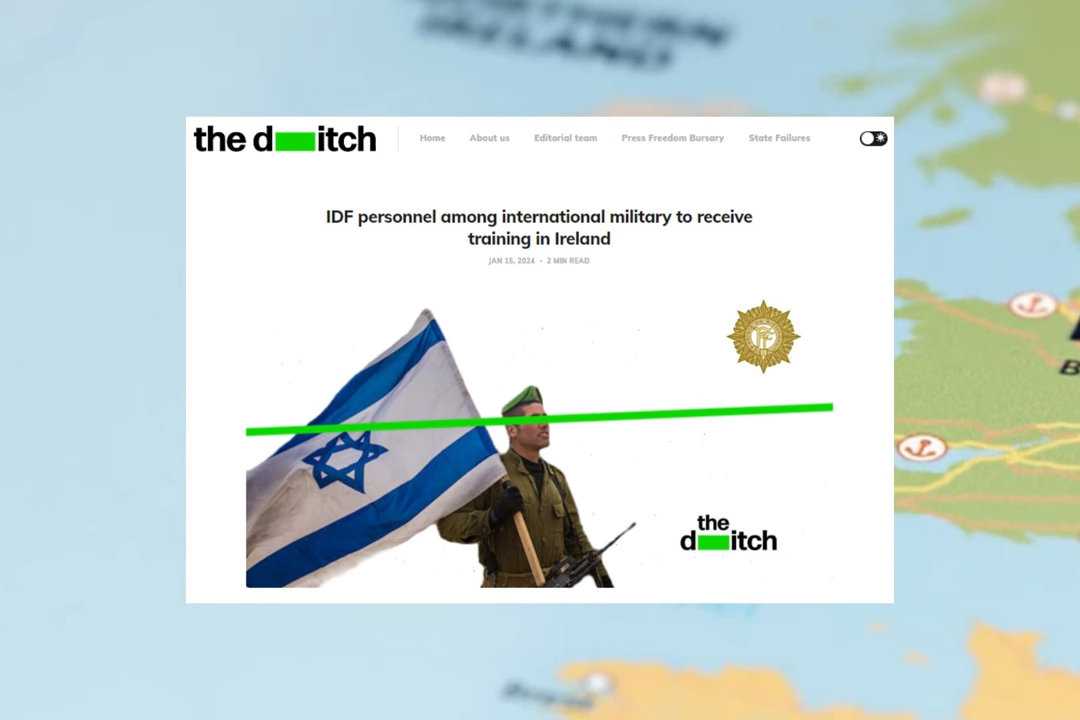 IRELAND
the ditch
Home
About us
Editorial team
Press Freedom Bursary
State Failures
IDF personnel among international military to receive
training in Ireland
JAN 15, 2024 • 2 MIN READ
the
ditch